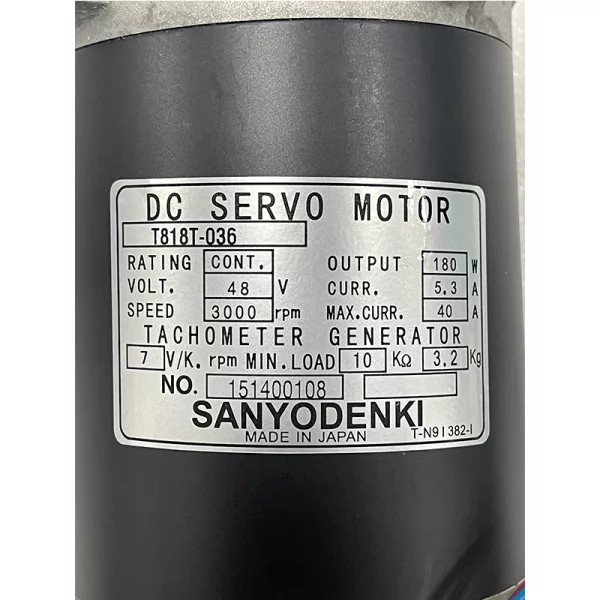 DC SERVO MOTOR
T818T-036
RATING CONT. OUTPUT 180 W
VOLT. 48 V CURR. 5.3 A
SPEED 3000 rpm MAX.CURR. 40 A
TACHOMETER GENERATOR
7 V/K.rpm MIN.LOAD 10 KΩ 3.2 Kg
NO. 151400108
SANYODENKI
MADE IN JAPAN T-N91382-1